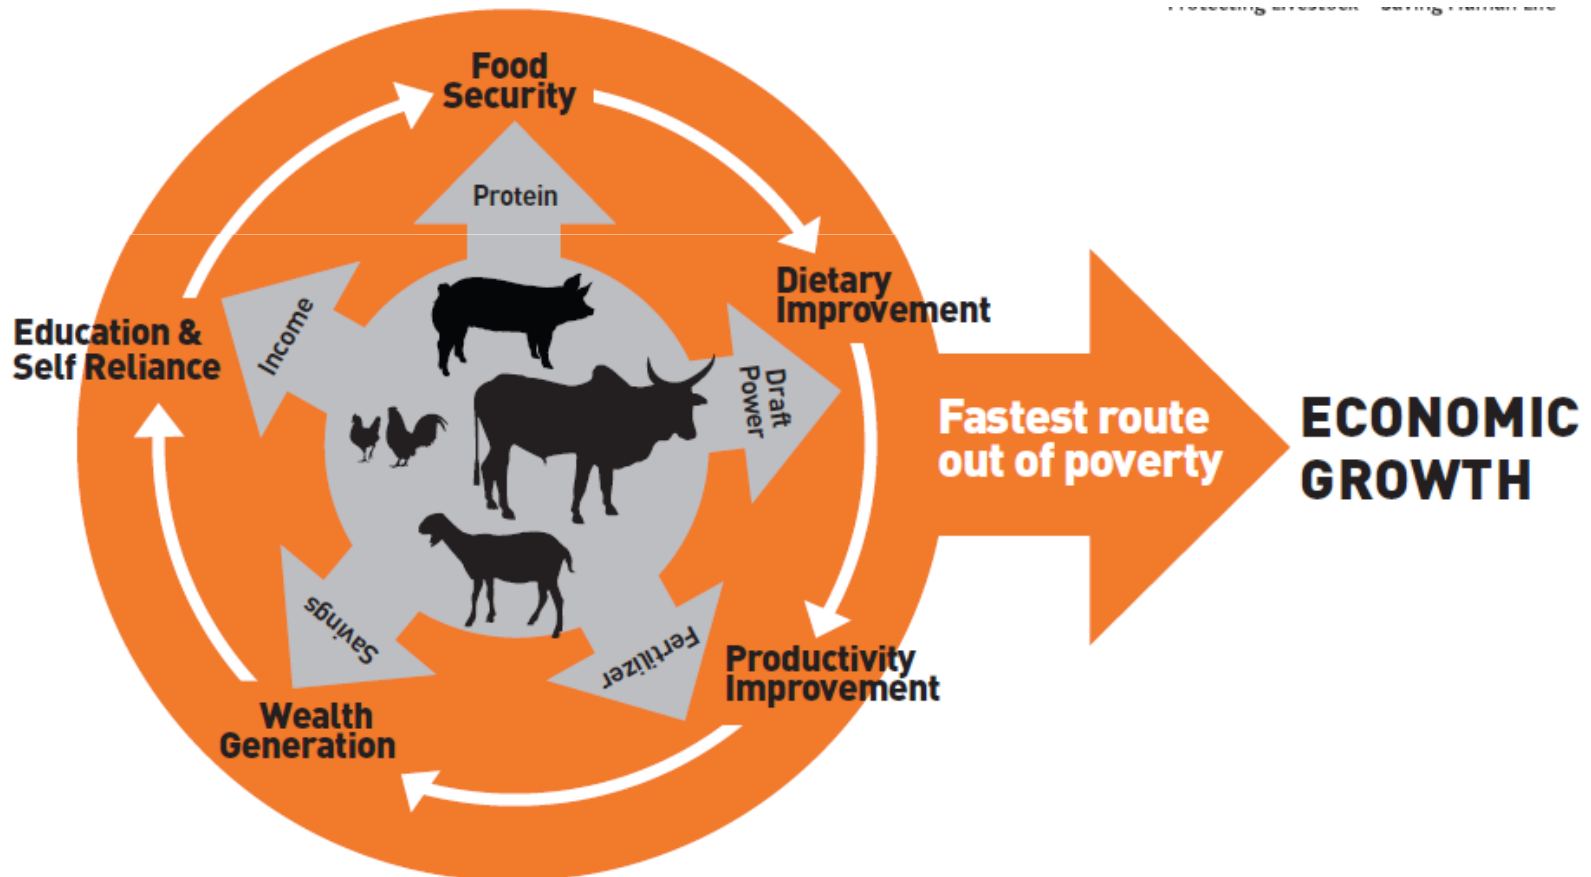 Food
Security
Protein
Dietary
Improvement
Education &
Self Reliance
Income
Draft
Power
Fastest route
out of poverty
ECONOMIC
GROWTH
Savings
Fertilizer
Productivity
Improvement
Wealth
Generation